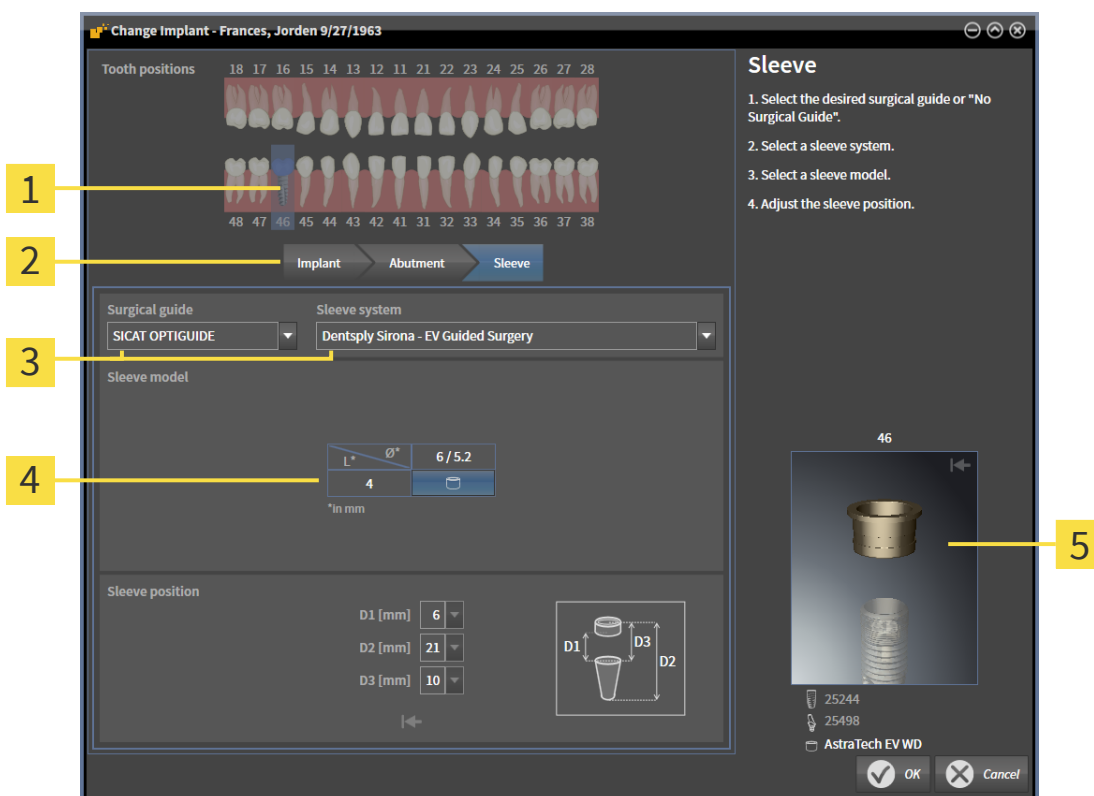 Change Implant - Frances, Jorden 9/27/1963
Tooth positions
18 17 16 15 14 13 12 11 21 22 23 24 25 26 27 28
48 47 46 45 44 43 42 41 31 32 33 34 35 36 37 38
1
2
Implant Abutment Sleeve
Surgical guide Sleeve system
SICAT OPTIGUIDE Dentsply Sirona - EV Guided Surgery
3
Sleeve model
L* Ø* 6 / 5.2
4
4
*in mm
Sleeve position
D1 [mm] 6
D2 [mm] 21
D3 [mm] 10
D1 D3
D2
Sleeve
1. Select the desired surgical guide or "No
Surgical Guide".
2. Select a sleeve system.
3. Select a sleeve model.
4. Adjust the sleeve position.
46
5
25244
25498
AstraTech EV WD
OK Cancel